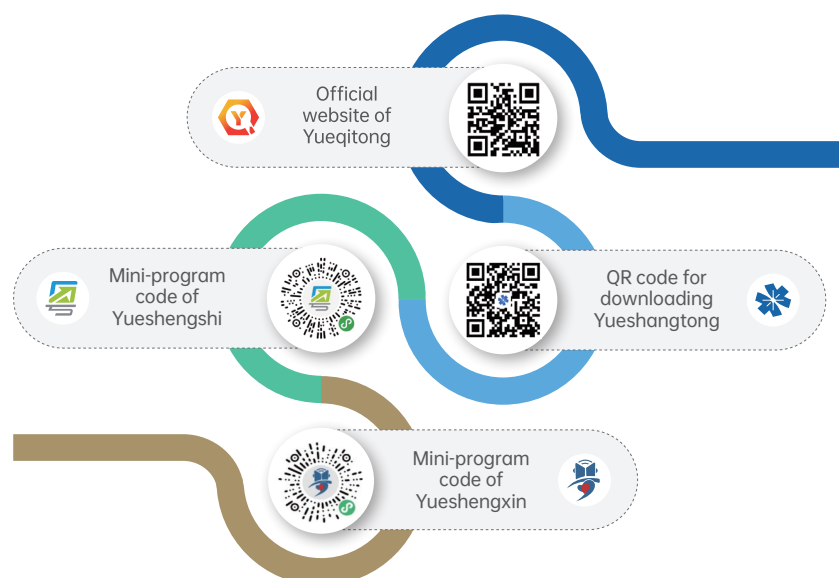 Official
website of
Yueqitong
Mini-program
code of
Yueshengshi
QR code for
downloading
Yueshangtong
Mini-program
code of
Yueshengxin